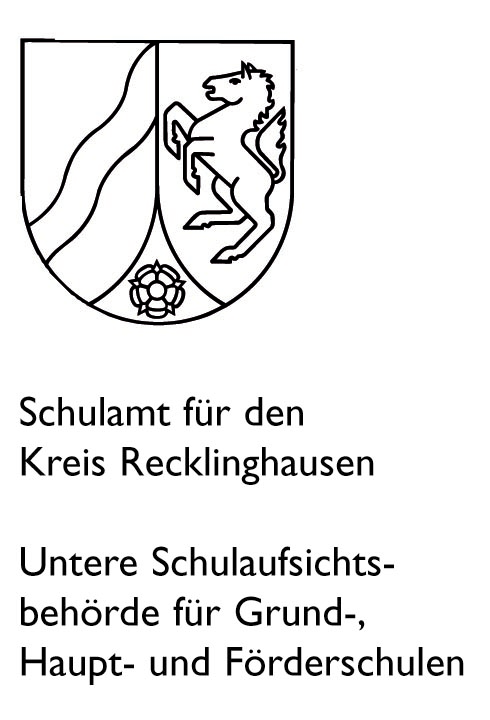 Schulamt für den
Kreis Recklinghausen
Untere Schulaufsichts-
behörde für Grund-,
Haupt- und Förderschulen